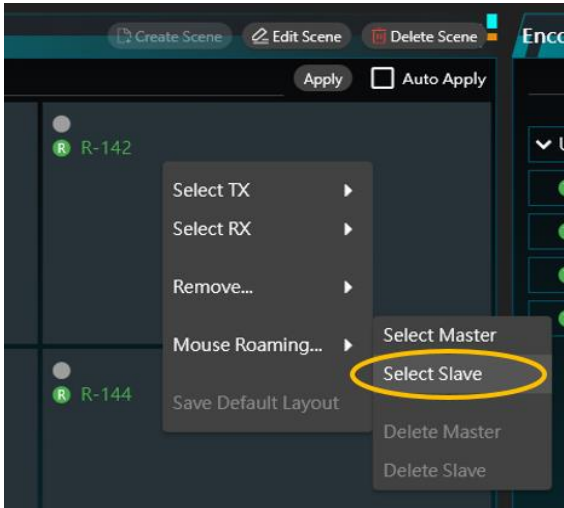 Create Scene Edit Scene Delete Scene
Apply Auto Apply
R R-142
Select TX
Select RX
Remove...
Mouse Roaming...
Select Master
Select Slave
R R-144
Save Default Layout
Delete Master
Delete Slave